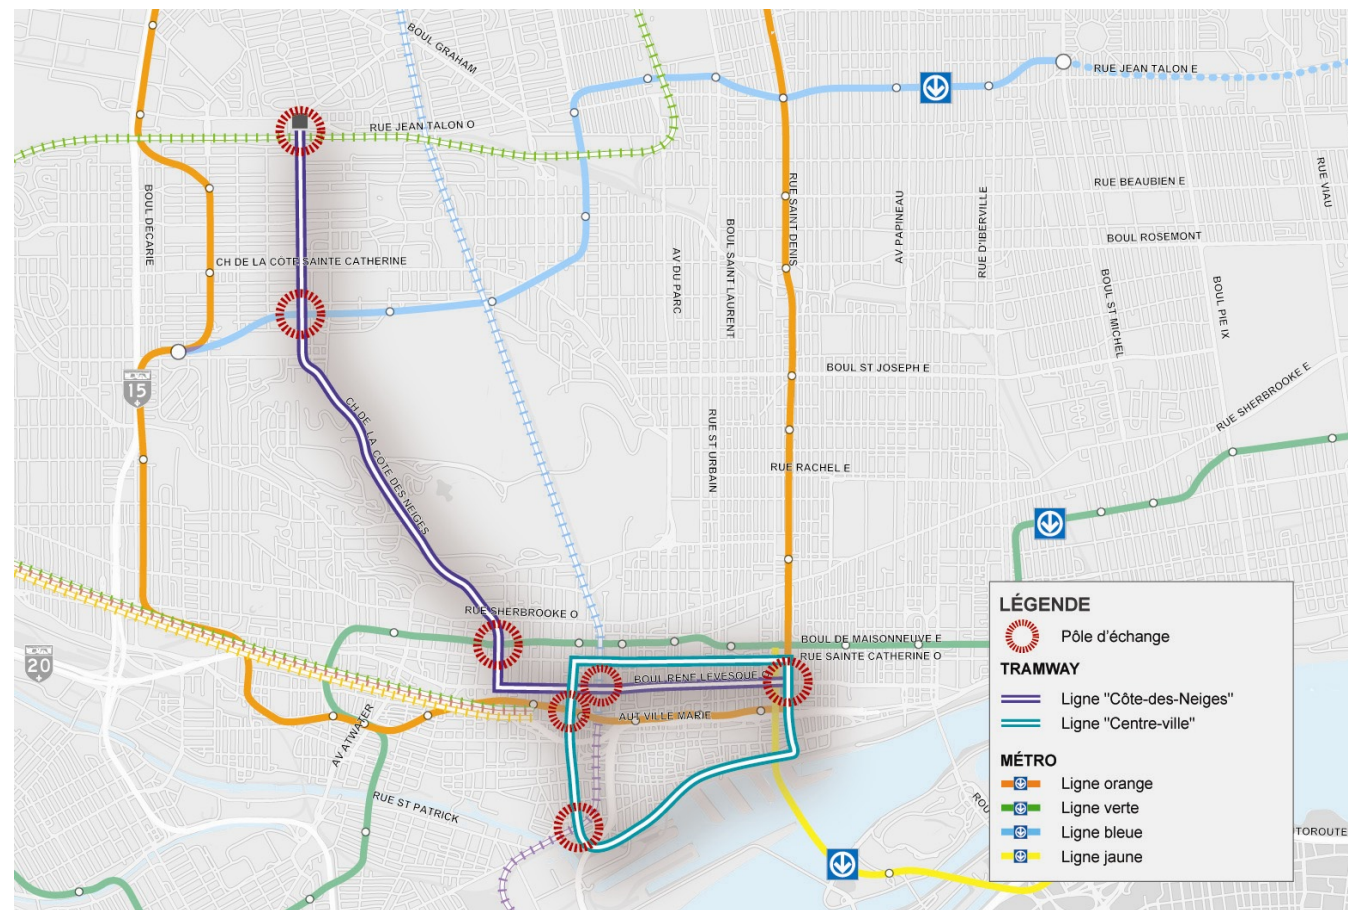 BOUL GRAHAM
RUE JEAN TALON E
RUE JEAN TALON O
RUE VIAU
RUE BEAUBIEN E
BOUL DÉCARIE
RUE SAINT DENIS
AV PAPINEAU
RUE D'IBERVILLE
BOUL SAINT LAURENT
AV DU PARC
BOUL ROSEMONT
CH DE LA CÔTE SAINTE CATHERINE
BOUL ST MICHEL
BOUL PIE IX
BOUL ST JOSEPH E
15
RUE SHERBROOKE E
CH DE LA CÔTE DES NEIGES
RUE ST URBAIN
RUE RACHEL E
RUE SHERBROOKE O
BOUL DE MAISONNEUVE E
RUE SAINTE CATHERINE O
20
BOUL RENE LEVESQUE O
AUT VILLE MARIE
AV ATWATER
RUE ST PATRICK
ROU
TOROUTE
LÉGENDE
Pôle d'échange
TRAMWAY
Ligne "Côte-des-Neiges"
Ligne "Centre-ville"
MÉTRO
Ligne orange
Ligne verte
Ligne bleue
Ligne jaune